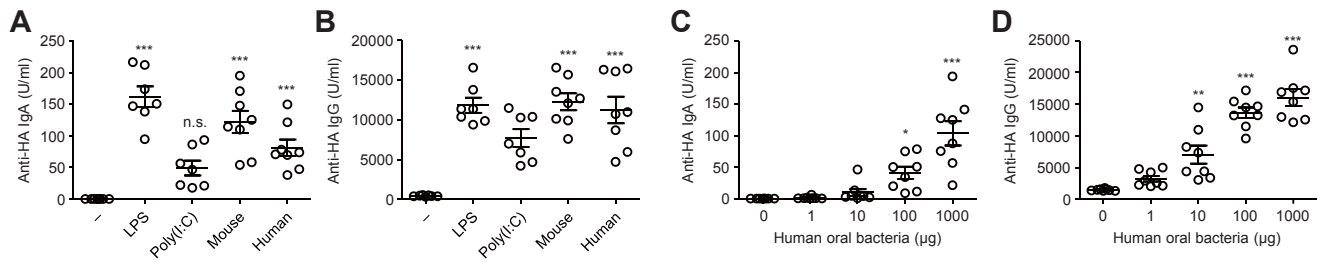 A
Anti-HA IgA (U/ml)
250
200
150
100
50
0
***
n.s.
***
***
–
LPS
Poly(I:C)
Mouse
Human
B
Anti-HA IgG (U/ml)
20000
15000
10000
5000
0
***
***
***
–
LPS
Poly(I:C)
Mouse
Human
C
Anti-HA IgA (U/ml)
250
200
150
100
50
0
*
***
0
1
10
100
1000
Human oral bacteria (μg)
D
Anti-HA IgG (U/ml)
25000
20000
15000
10000
5000
0
**
***
***
0
1
10
100
1000
Human oral bacteria (μg)